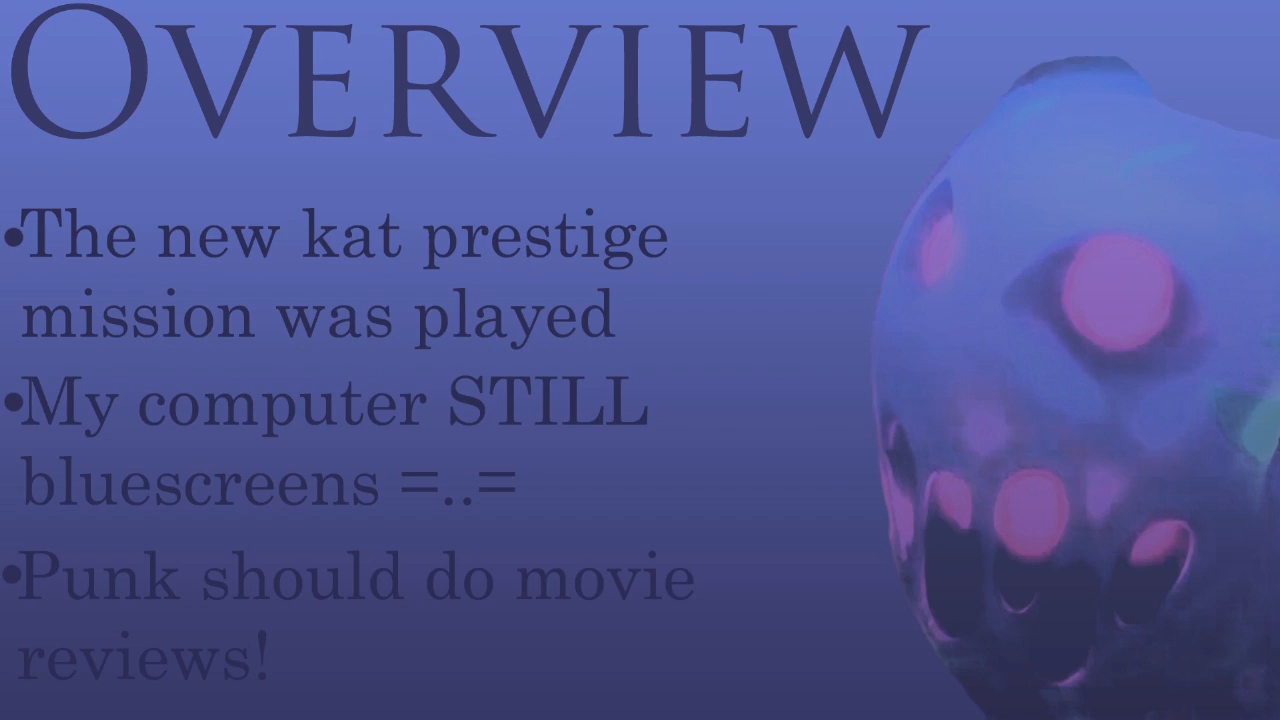 OVERVIEW
•The new kat prestige
mission was played
•My computer STILL
bluescreens =..=
•Punk should do movie
reviews!